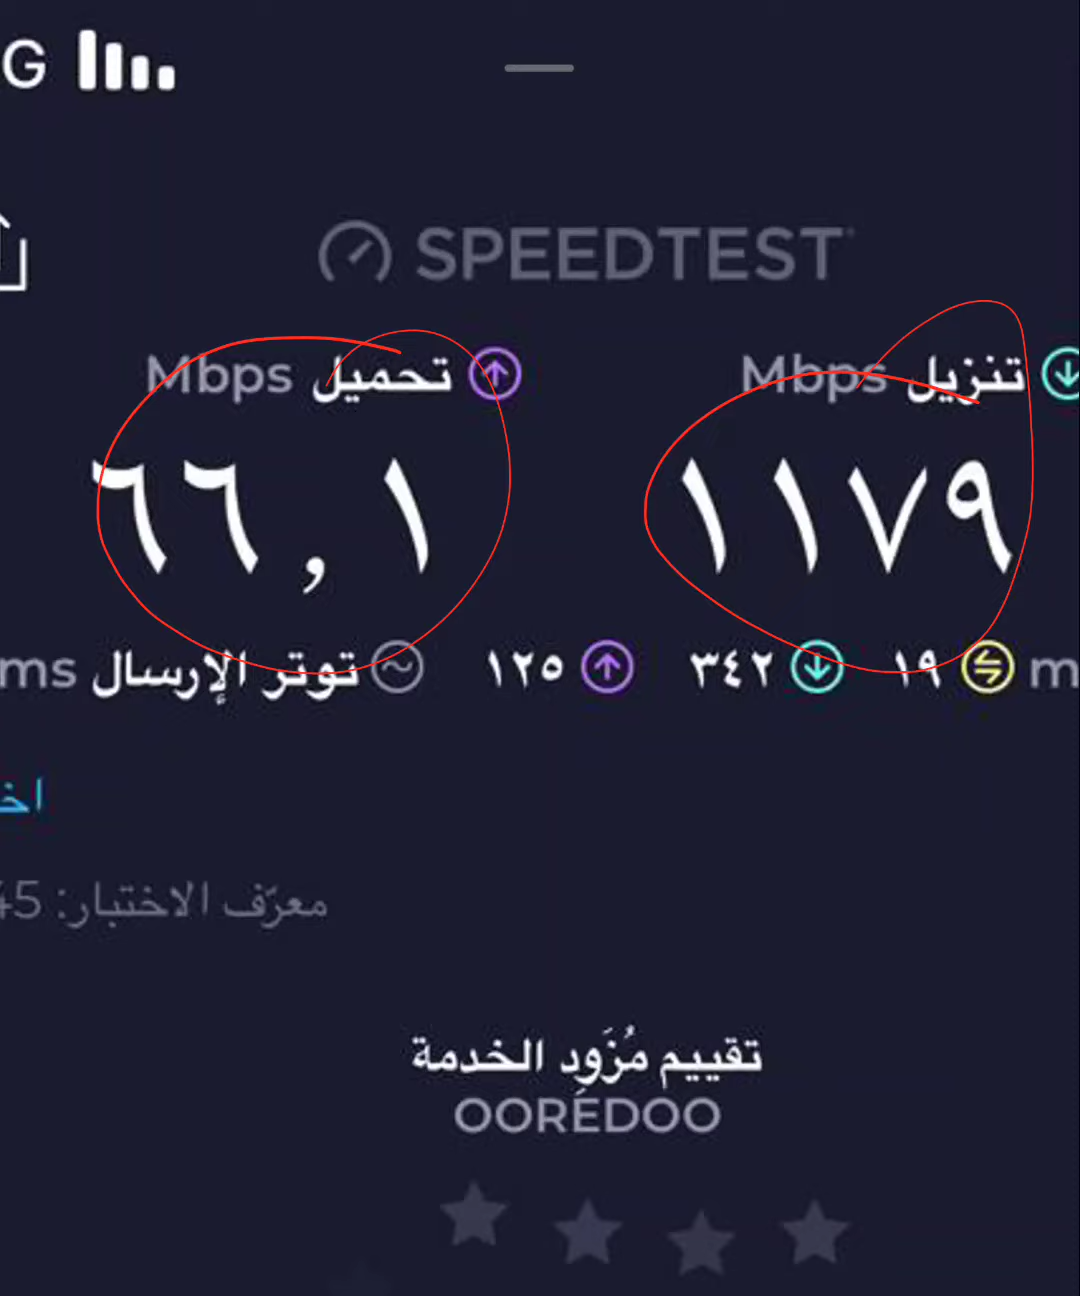 G
SPEEDTEST
تنزيل Mbps تحميل Mbps
١١٧٩ ٦٦,١
m ١٩ ٣٤٢ ١٢٥ توتر الإرسال ms
معرّف الاختبار: 45
تقييم مُزَوِد الخدمة
OOREDOO